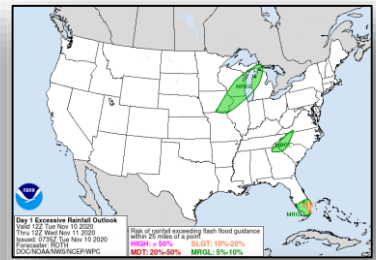 MRGL
MRGL
MRGL
Day 1 Excessive Rainfall Outlook
Valid 12Z Tue Nov 10 2020
Thru 12Z Wed Nov 11 2020
Issued: 0735Z Tue Nov 10 2020
Forecaster: ROTH
DOC/NOAA/NWS/NCEP/WPC
Risk of rainfall exceeding flash flood guidance
within 25 miles of a point
HIGH: > 50% SLGT: 10%-20%
MDT: 20%-50% MRGL: 5%-10%